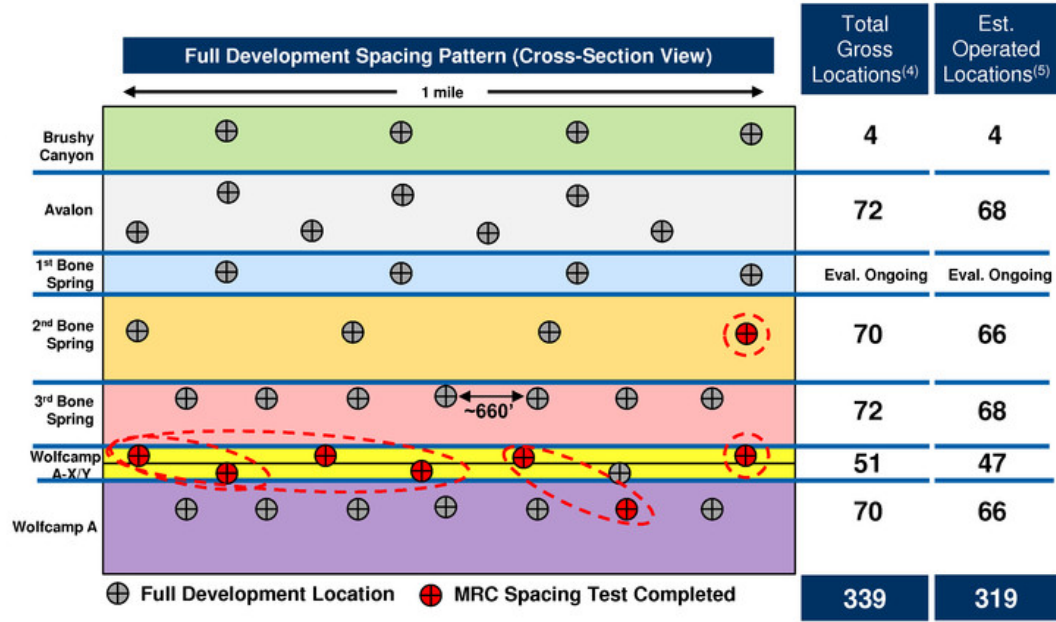 Full Development Spacing Pattern (Cross-Section View)
Total
Gross
Locations(4)
Est.
Operated
Locations(5)
1 mile
Brushy
Canyon
4
4
Avalon
72
68
1st Bone
Spring
Eval. Ongoing
Eval. Ongoing
2nd Bone
Spring
70
66
3rd Bone
Spring
~660'
72
68
Wolfcamp
A-X/Y
51
47
Wolfcamp A
70
66
Full Development Location
MRC Spacing Test Completed
339
319